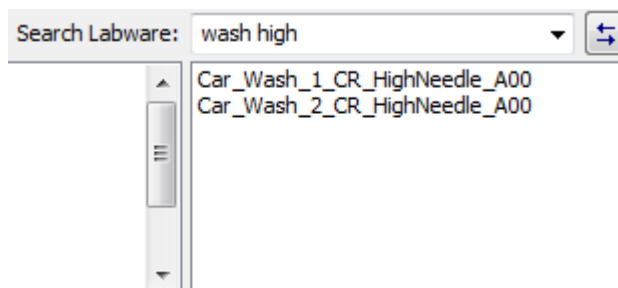 Search Labware: wash high
Car_Wash_1_CR_HighNeedle_A00
Car_Wash_2_CR_HighNeedle_A00